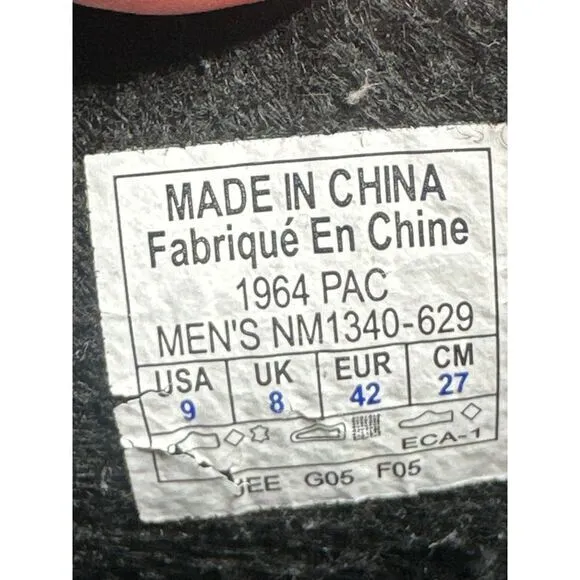 MADE IN CHINA
Fabriqué En Chine
1964 PAC
MEN'S NM1340-629
USA UK EUR CM
9 8 42 27
ECA-1
G05 F05